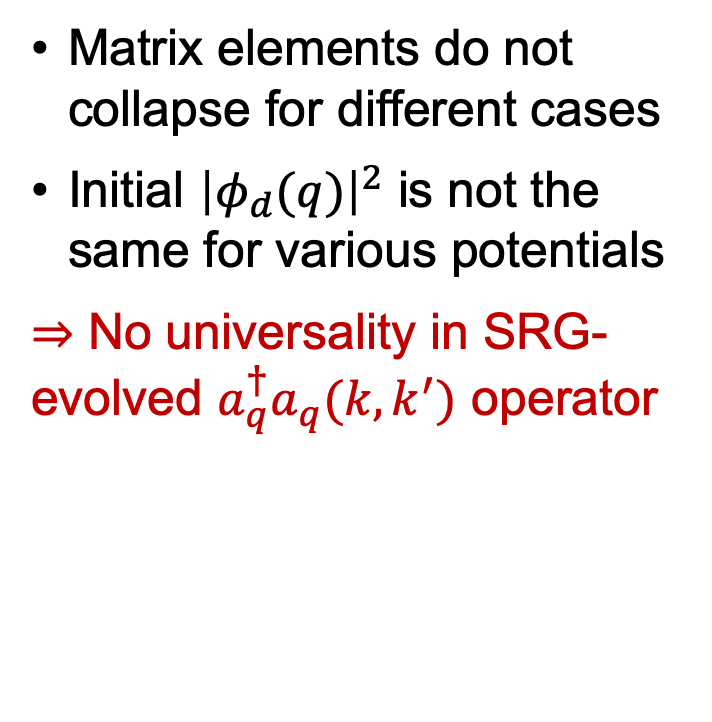 • Matrix elements do not
collapse for different cases
• Initial |ϕ_d(q)|² is not the
same for various potentials
⇒ No universality in SRG-
evolved a_q^†a_q(k, k′) operator